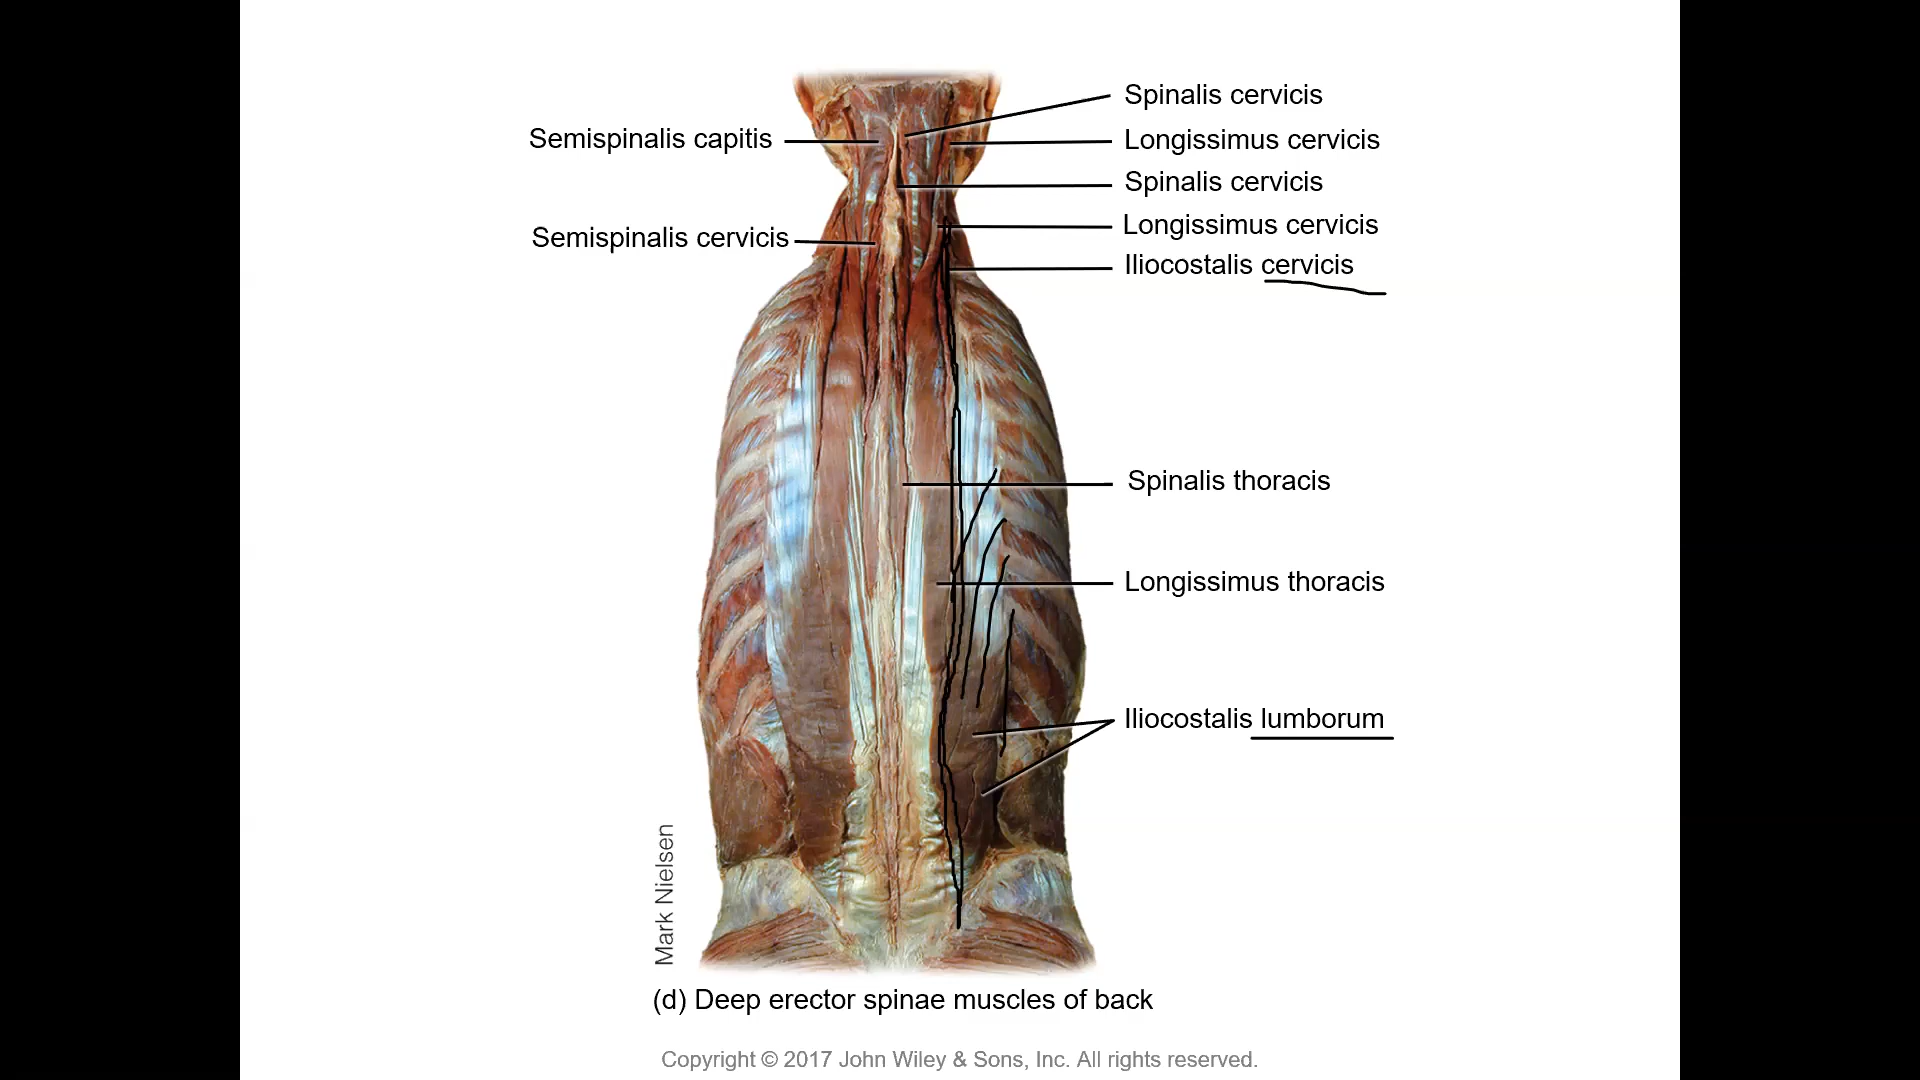 Spinalis cervicis
Semispinalis capitis
Longissimus cervicis
Spinalis cervicis
Longissimus cervicis
Semispinalis cervicis
Iliocostalis cervicis
Spinalis thoracis
Longissimus thoracis
Iliocostalis lumborum
Mark Nielsen
(d) Deep erector spinae muscles of back
Copyright © 2017 John Wiley & Sons, Inc. All rights reserved.